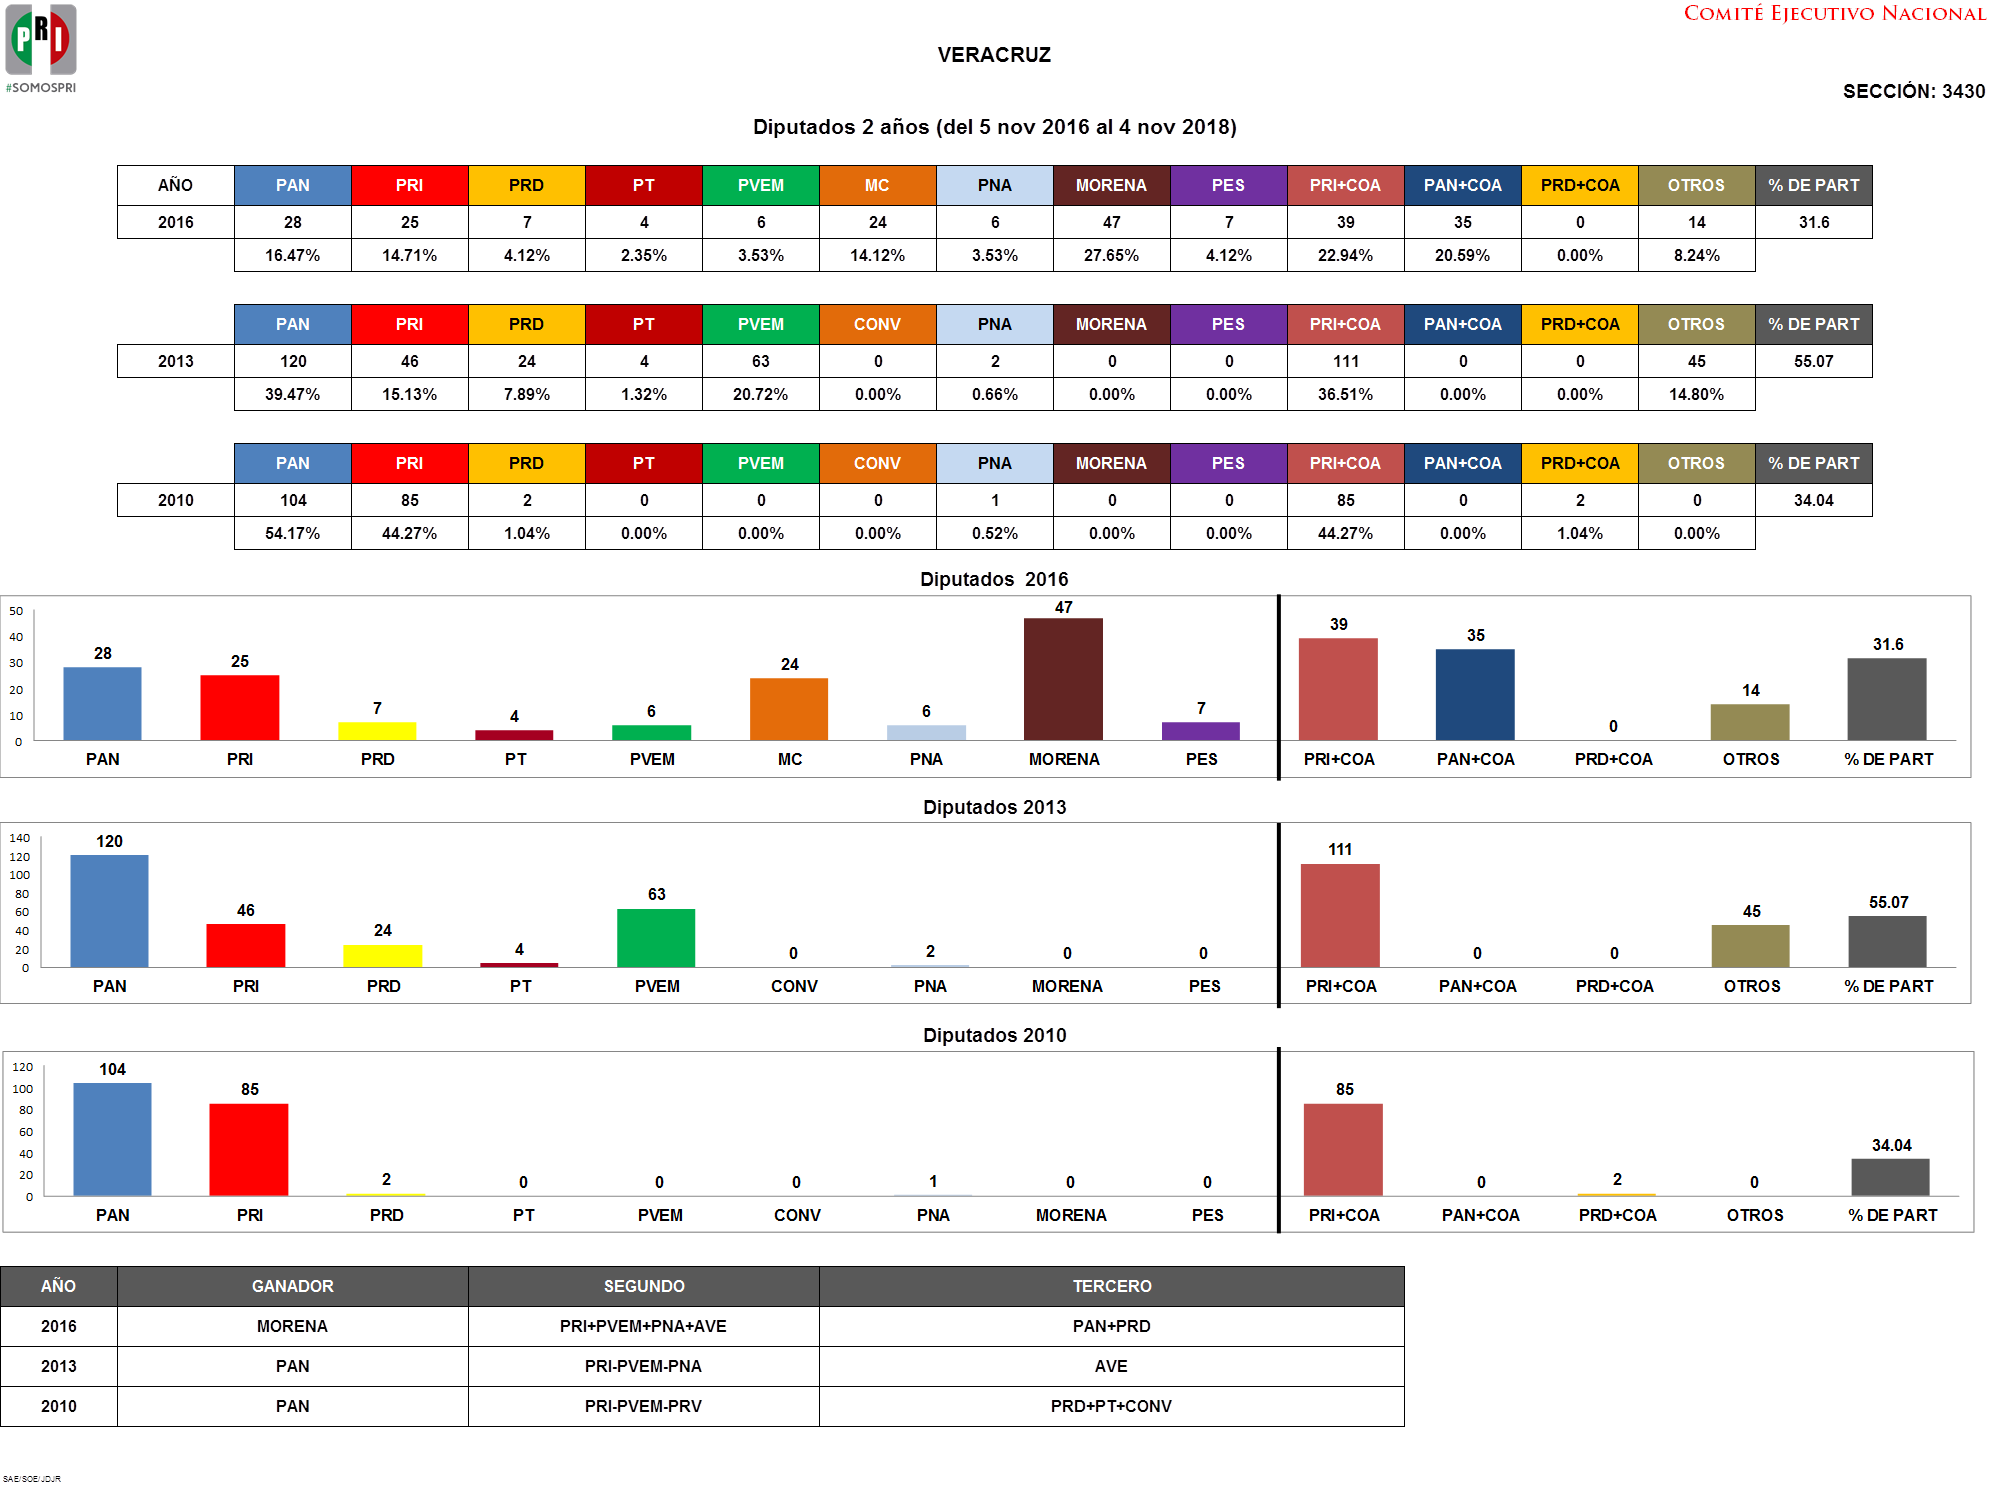 PRI
#SOMOSPRI
COMITÉ EJECUTIVO NACIONAL
VERACRUZ
SECCIÓN: 3430
Diputados 2 años (del 5 nov 2016 al 4 nov 2018)
AÑO PAN PRI PRD PT PVEM MC PNA MORENA PES PRI+COA PAN+COA PRD+COA OTROS % DE PART
2016 28 25 7 4 6 24 6 47 7 39 35 0 14 31.6
16.47% 14.71% 4.12% 2.35% 3.53% 14.12% 3.53% 27.65% 4.12% 22.94% 20.59% 0.00% 8.24%
PAN PRI PRD PT PVEM CONV PNA MORENA PES PRI+COA PAN+COA PRD+COA OTROS % DE PART
2013 120 46 24 4 63 0 2 0 0 111 0 0 45 55.07
39.47% 15.13% 7.89% 1.32% 20.72% 0.00% 0.66% 0.00% 0.00% 36.51% 0.00% 0.00% 14.80%
PAN PRI PRD PT PVEM CONV PNA MORENA PES PRI+COA PAN+COA PRD+COA OTROS % DE PART
2010 104 85 2 0 0 0 1 0 0 85 0 2 0 34.04
54.17% 44.27% 1.04% 0.00% 0.00% 0.00% 0.52% 0.00% 0.00% 44.27% 0.00% 1.04% 0.00%
Diputados 2016
50
40
30
20
10
0
28 25 7 4 6 24 6 47 7 39 35 0 14 31.6
PAN PRI PRD PT PVEM MC PNA MORENA PES PRI+COA PAN+COA PRD+COA OTROS % DE PART
Diputados 2013
140
120
100
80
60
40
20
0
120 46 24 4 63 0 2 0 0 111 0 0 45 55.07
PAN PRI PRD PT PVEM CONV PNA MORENA PES PRI+COA PAN+COA PRD+COA OTROS % DE PART
Diputados 2010
120
100
80
60
40
20
0
104 85 2 0 0 0 1 0 0 85 0 2 0 34.04
PAN PRI PRD PT PVEM CONV PNA MORENA PES PRI+COA PAN+COA PRD+COA OTROS % DE PART
AÑO GANADOR SEGUNDO TERCERO
2016 MORENA PRI+PVEM+PNA+AVE PAN+PRD
2013 PAN PRI-PVEM-PNA AVE
2010 PAN PRI-PVEM-PRV PRD+PT+CONV
SAE/SOE/JDJR